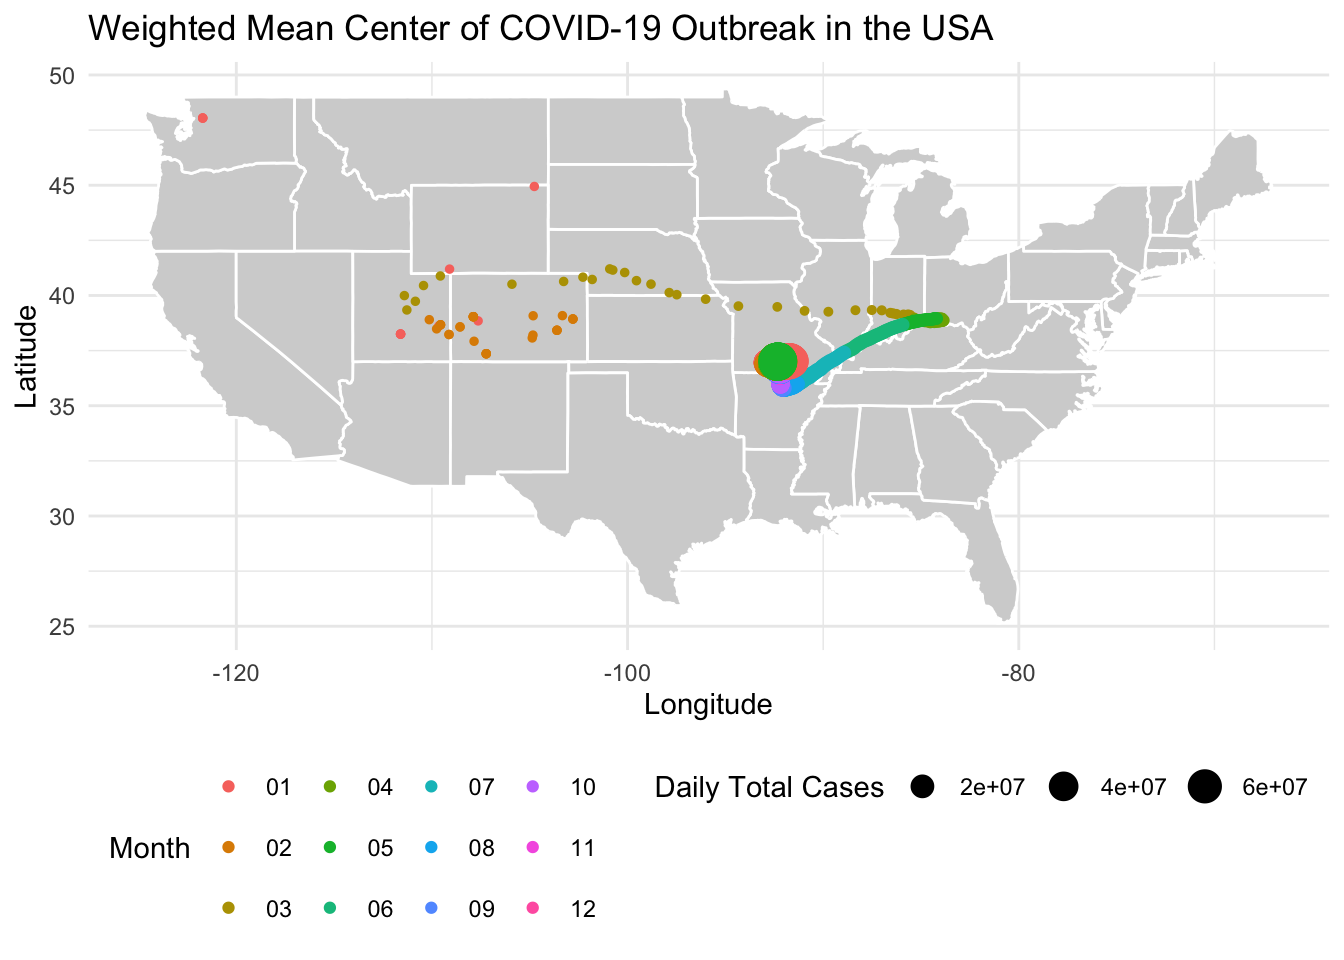 Weighted Mean Center of COVID-19 Outbreak in the USA
50
45
40
35
30
25
Latitude
-120 -100 -80
Longitude
Month
01 04 07 10
02 05 08 11
03 06 09 12
Daily Total Cases 2e+07 4e+07 6e+07